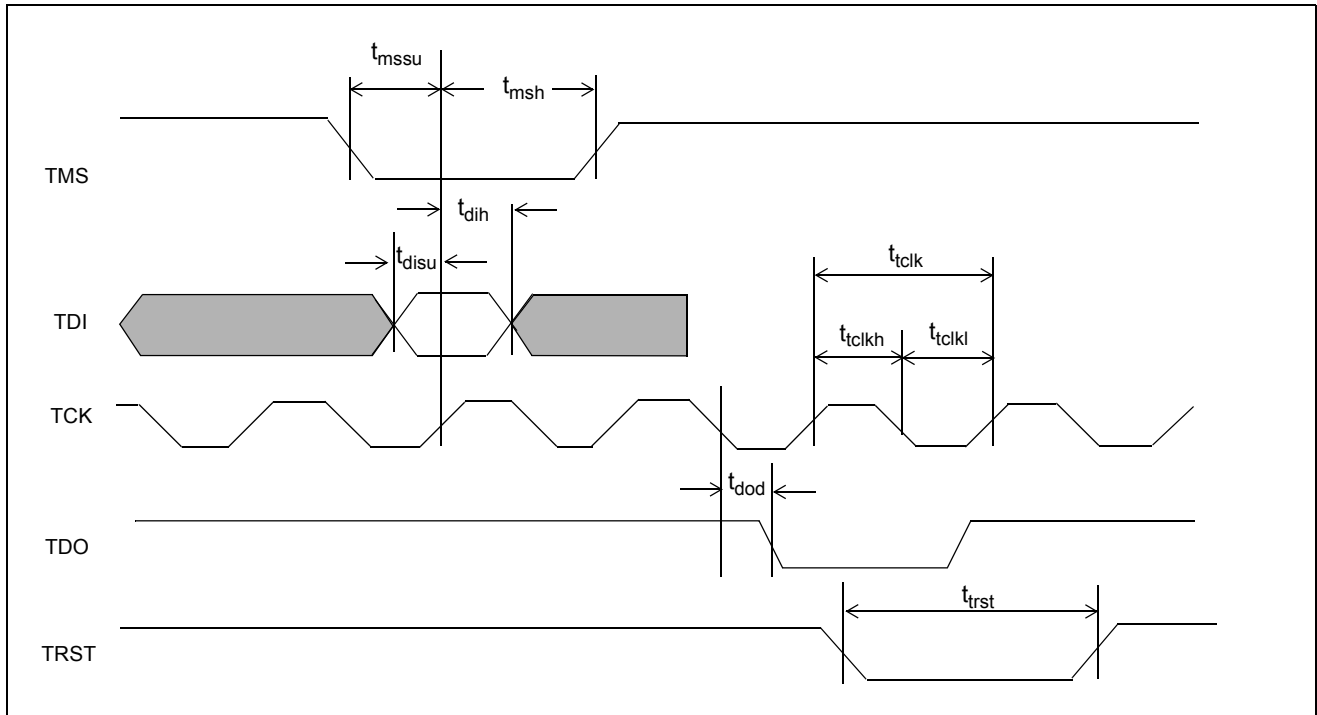 tmssu
tmsh
TMS
tdih
tdisu
ttclk
TDI
ttclkh
ttclkl
TCK
tdod
TDO
ttrst
TRST